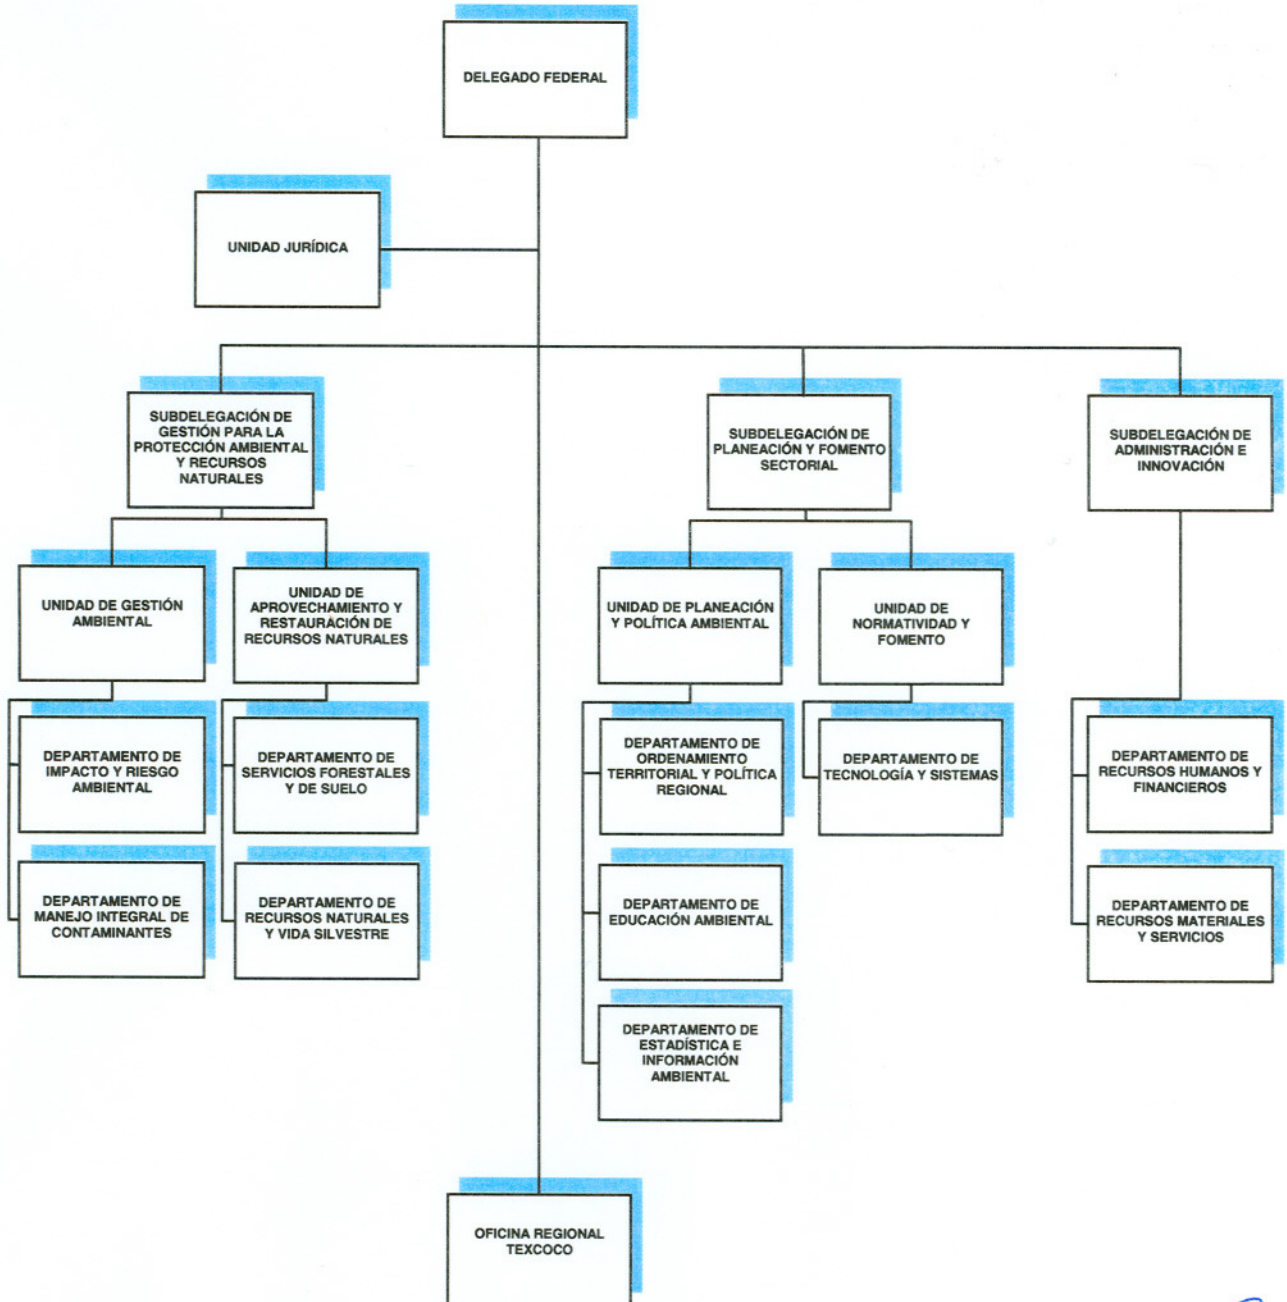 DELEGADO FEDERAL
UNIDAD JURÍDICA
SUBDELEGACIÓN DE
GESTIÓN PARA LA
PROTECCIÓN AMBIENTAL
Y RECURSOS
NATURALES
SUBDELEGACIÓN DE
PLANEACIÓN Y FOMENTO
SECTORIAL
SUBDELEGACIÓN DE
ADMINISTRACIÓN E
INNOVACIÓN
UNIDAD DE GESTIÓN
AMBIENTAL
UNIDAD DE
APROVECHAMIENTO Y
RESTAURACIÓN DE
RECURSOS NATURALES
UNIDAD DE PLANEACIÓN
Y POLÍTICA AMBIENTAL
UNIDAD DE
NORMATIVIDAD Y
FOMENTO
DEPARTAMENTO DE
IMPACTO Y RIESGO
AMBIENTAL
DEPARTAMENTO DE
SERVICIOS FORESTALES
Y DE SUELO
DEPARTAMENTO DE
ORDENAMIENTO
TERRITORIAL Y POLÍTICA
REGIONAL
DEPARTAMENTO DE
TECNOLOGÍA Y SISTEMAS
DEPARTAMENTO DE
RECURSOS HUMANOS Y
FINANCIEROS
DEPARTAMENTO DE
MANEJO INTEGRAL DE
CONTAMINANTES
DEPARTAMENTO DE
RECURSOS NATURALES
Y VIDA SILVESTRE
DEPARTAMENTO DE
EDUCACIÓN AMBIENTAL
DEPARTAMENTO DE
RECURSOS MATERIALES
Y SERVICIOS
DEPARTAMENTO DE
ESTADÍSTICA E
INFORMACIÓN
AMBIENTAL
OFICINA REGIONAL
TEXCOCO